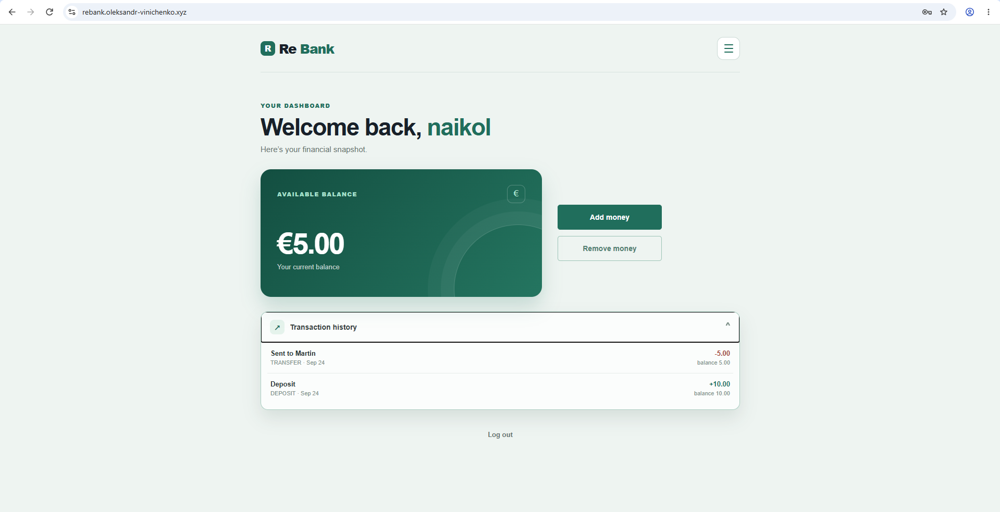 rebank.oleksandr-vinichenko.xyz
R Re Bank
YOUR DASHBOARD
Welcome back, naikol
Here's your financial snapshot.
AVAILABLE BALANCE
€
€5.00
Your current balance
Add money
Remove money
Transaction history
Sent to Martin
-5.00
TRANSFER · Sep 24
balance 5.00
Deposit
+10.00
DEPOSIT · Sep 24
balance 10.00
Log out